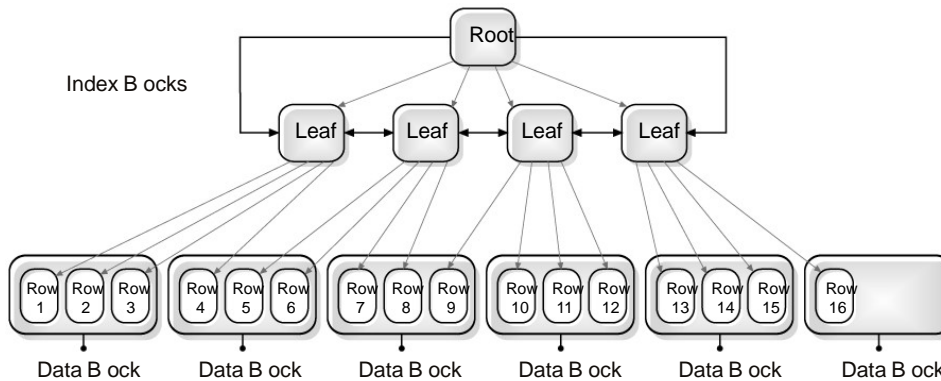 Root
Index B ocks
Leaf Leaf Leaf Leaf
Row Row Row Row Row Row Row Row Row Row Row Row Row Row Row Row
1 2 3 4 5 6 7 8 9 10 11 12 13 14 15 16
Data B ock Data B ock Data B ock Data B ock Data B ock Data B ock